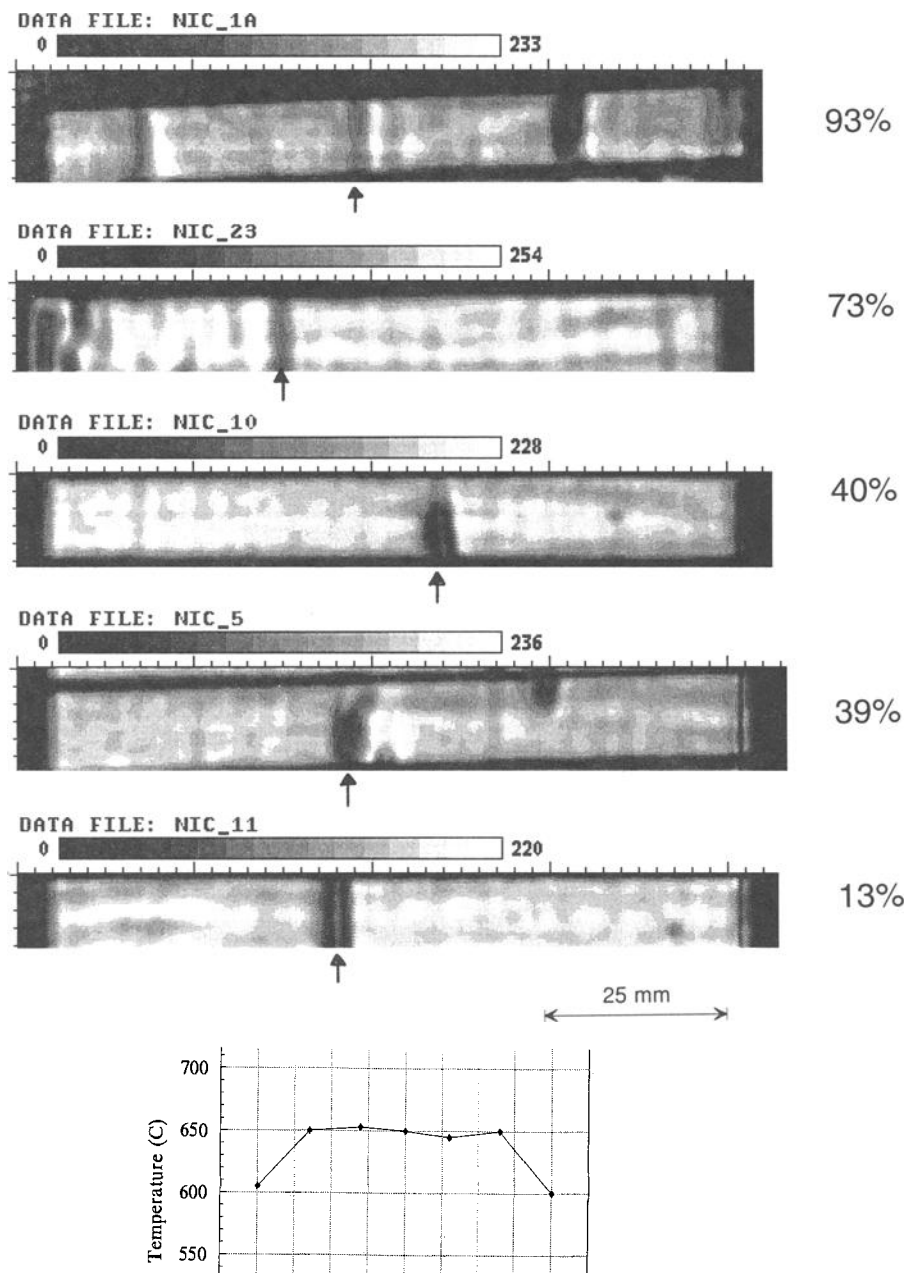 DATA FILE: NIC_1A
0 233
93%
DATA FILE: NIC_23
0 254
73%
DATA FILE: NIC_10
0 228
40%
DATA FILE: NIC_5
0 236
39%
DATA FILE: NIC_11
0 220
13%
25 mm
700
650
600
550
Temperature (C)